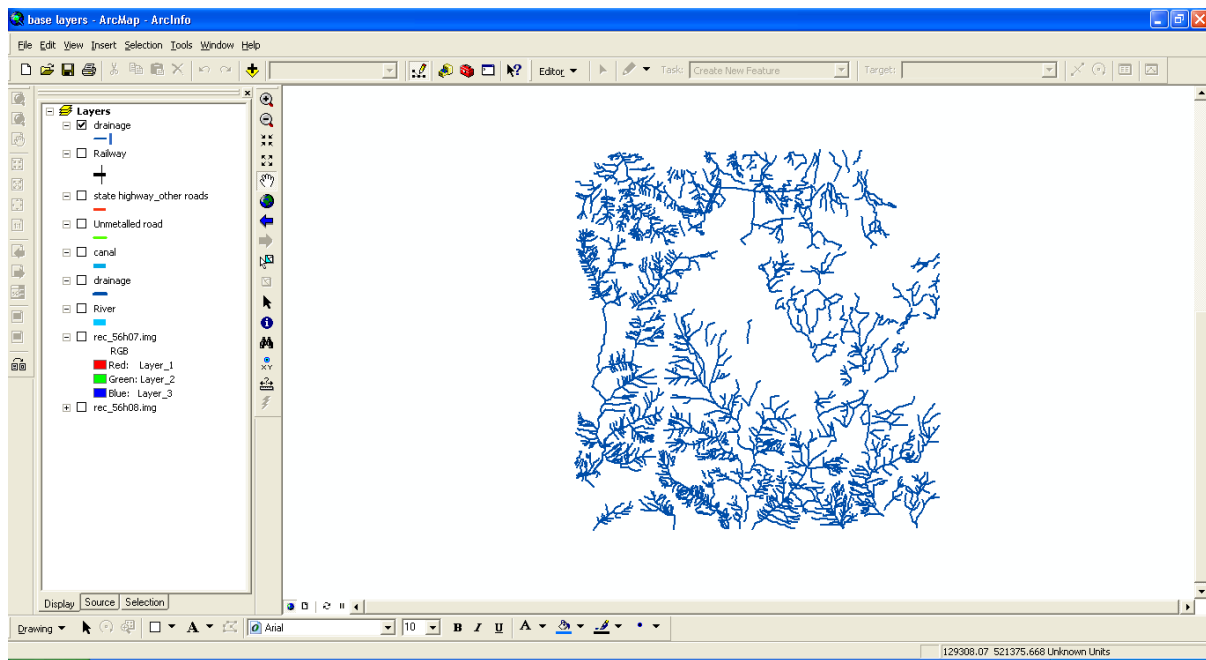 base layers - ArcMap - ArcInfo
File Edit View Insert Selection Tools Window Help
Editor Task: Create New Feature Target:
Layers
drainage
Railway
state highway_other roads
Unmetalled road
canal
drainage
River
rec_56h07.img
RGB
Red: Layer_1
Green: Layer_2
Blue: Layer_3
rec_56h08.img
Display Source Selection
Drawing A Arial 10 B I U A
129308.07 521375.668 Unknown Units